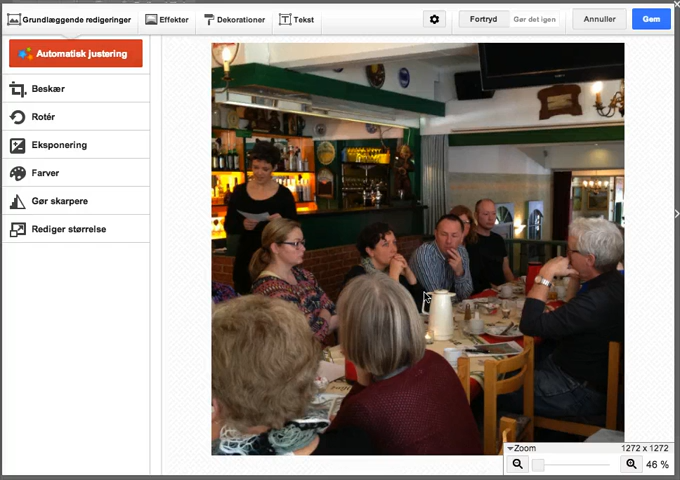 Grundlæggende redigeringer
Effekter
Dekorationer
Tekst
Fortryd
Gør det igen
Annuller
Gem
Automatisk justering
Beskær
Rotér
Eksponering
Farver
Gør skarpere
Rediger størrelse
Zoom
1272 x 1272
46 %